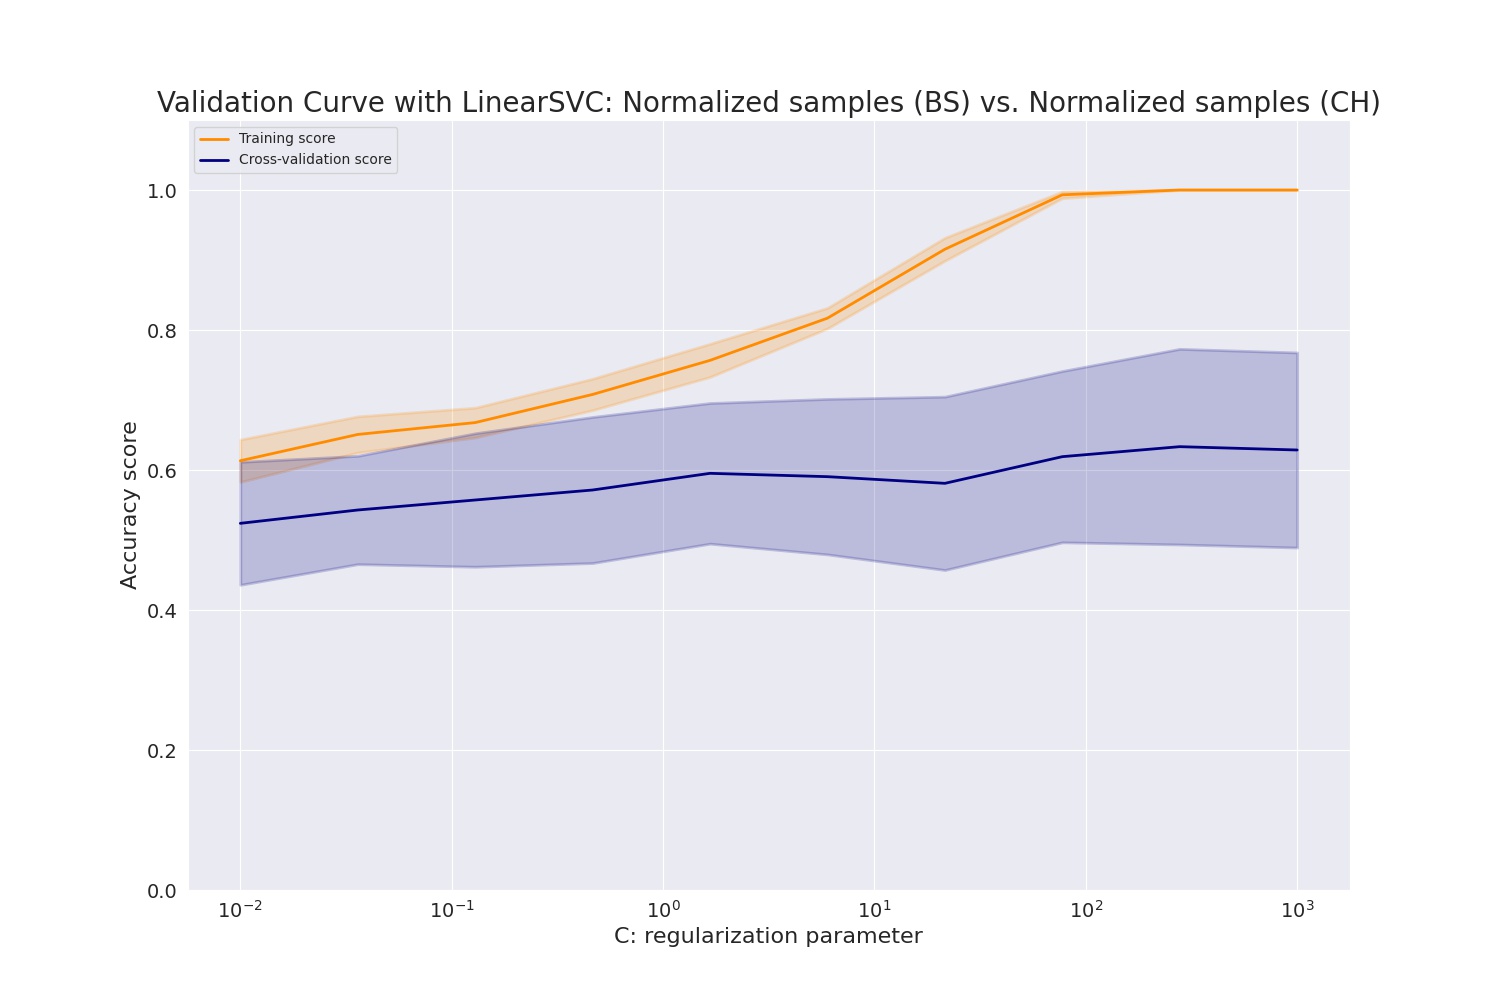 Validation Curve with LinearSVC: Normalized samples (BS) vs. Normalized samples (CH)
Training score
Cross-validation score
1.0
0.8
0.6
0.4
0.2
0.0
Accuracy score
10⁻² 10⁻¹ 10⁰ 10¹ 10² 10³
C: regularization parameter